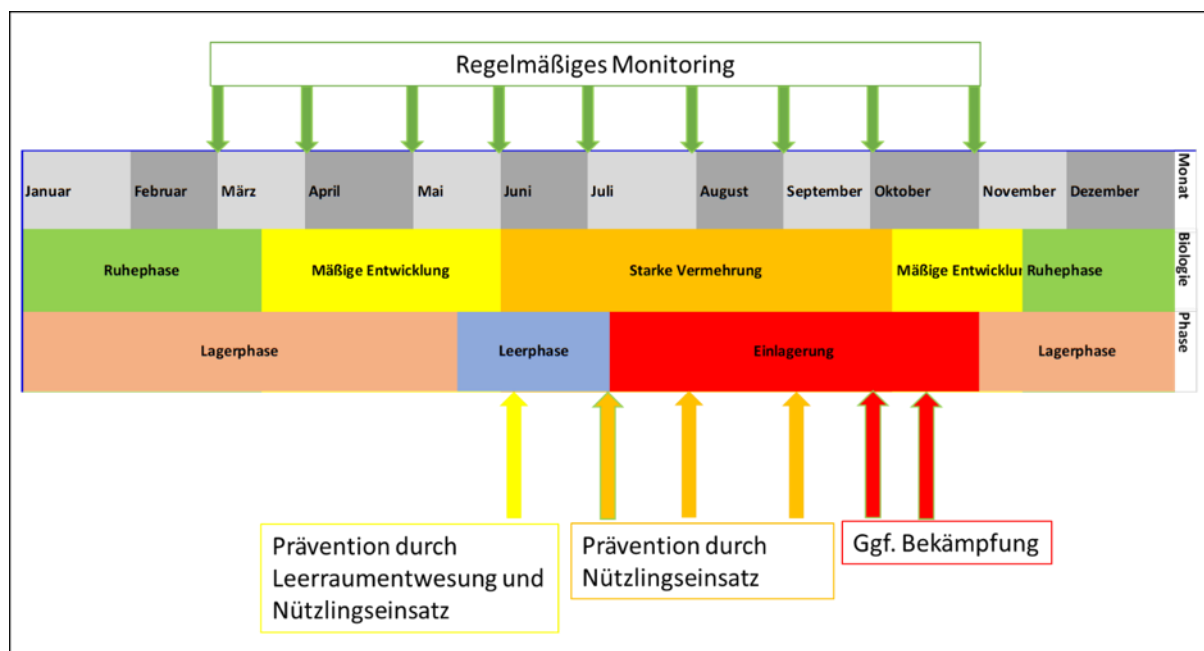 Regelmäßiges Monitoring
Januar
Februar
März
April
Mai
Juni
Juli
August
September
Oktober
November
Dezember
Monat
Ruhephase
Mäßige Entwicklung
Starke Vermehrung
Mäßige Entwicklun
Ruhephase
Biologie
Lagerphase
Leerphase
Einlagerung
Lagerphase
Phase
Prävention durch
Leerraumentwesung und
Nützlingseinsatz
Prävention durch
Nützlingseinsatz
Ggf. Bekämpfung